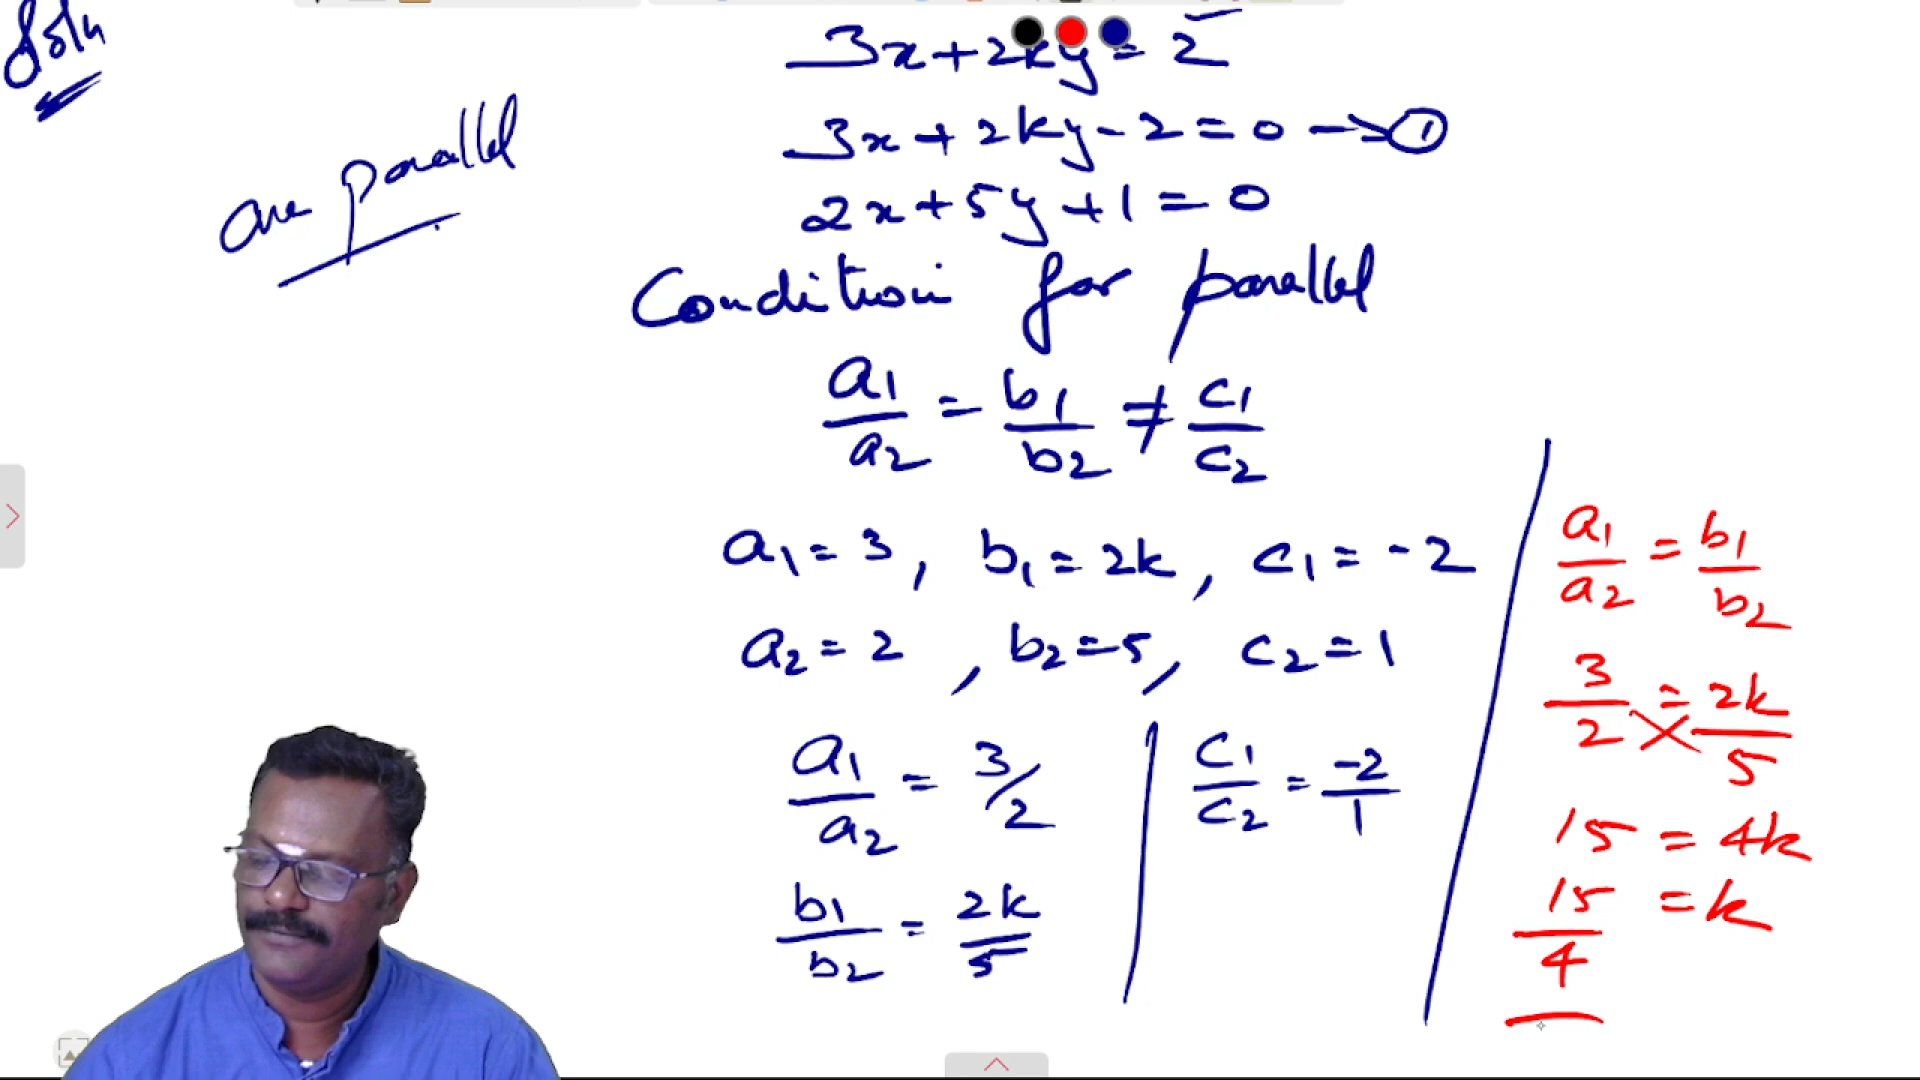 Soln
3x+2ky=2
3x+2ky-2=0 → ①
are parallel
2x+5y+1=0
Condition for parallel
a1/a2 = b1/b2 ≠ c1/c2
a1=3, b1=2k, c1=-2
a2=2, b2=5, c2=1
a1/a2 = 3/2
c1/c2 = -2/1
b1/b2 = 2k/5
a1/a2 = b1/b2
3/2 = 2k/5
15 = 4k
15/4 = k